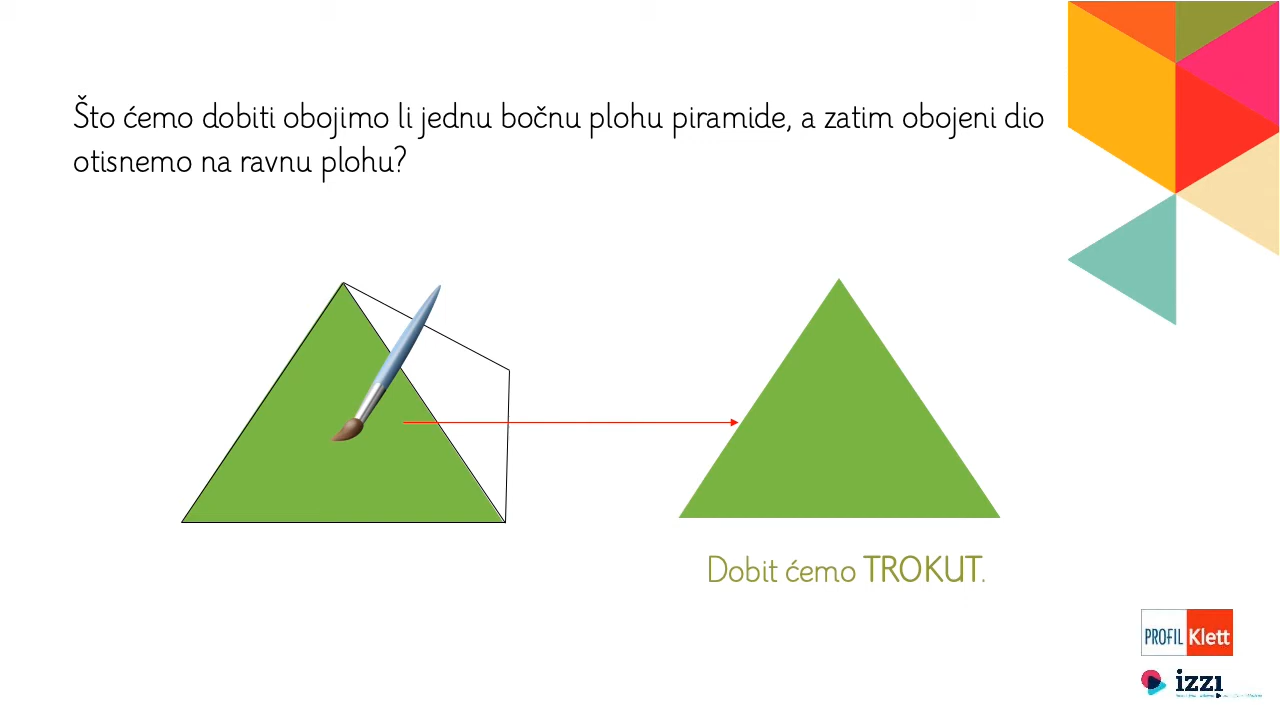 Što ćemo dobiti obojimo li jednu bočnu plohu piramide, a zatim obojeni dio
otisnemo na ravnu plohu?
Dobit ćemo TROKUT.
PROFIL Klett
izzi